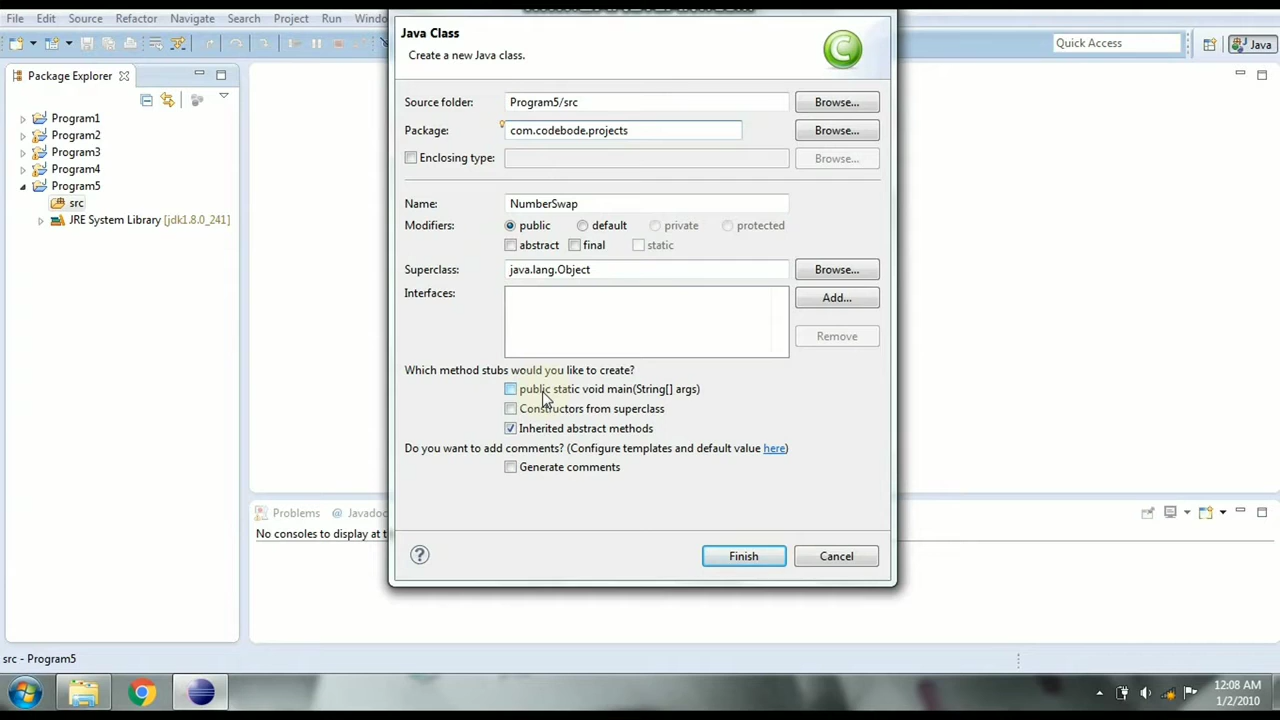 File Edit Source Refactor Navigate Search Project Run
Quick Access
Java
Package Explorer
Program1
Program2
Program3
Program4
Program5
src
JRE System Library [jdk1.8.0_241]
Java Class
Create a new Java class.
Source folder: Program5/src Browse...
Package: com.codebode.projects Browse...
Enclosing type: Browse...
Name: NumberSwap
Modifiers: public default private protected
abstract final static
Superclass: java.lang.Object Browse...
Interfaces: Add...
Remove
Which method stubs would you like to create?
public static void main(String[] args)
Constructors from superclass
Inherited abstract methods
Do you want to add comments? (Configure templates and default value here)
Generate comments
? Finish Cancel
Problems @ Javadoc
No consoles to display at
src - Program5
12:08 AM
1/2/2010